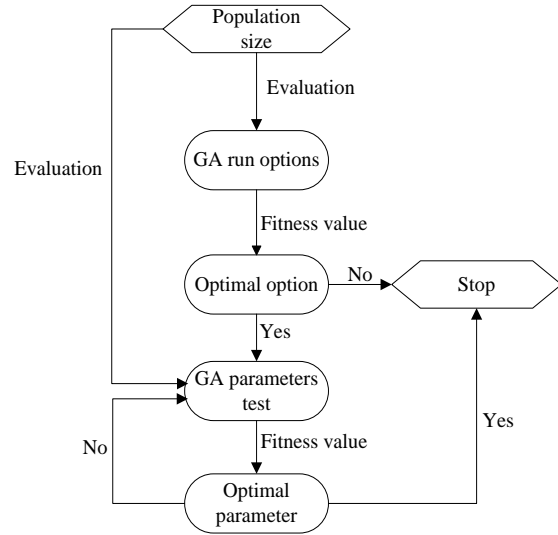 Population
size
Evaluation
Evaluation
GA run options
Fitness value
Optimal option
No
Stop
Yes
GA parameters
test
Fitness value
No
Yes
Optimal
parameter